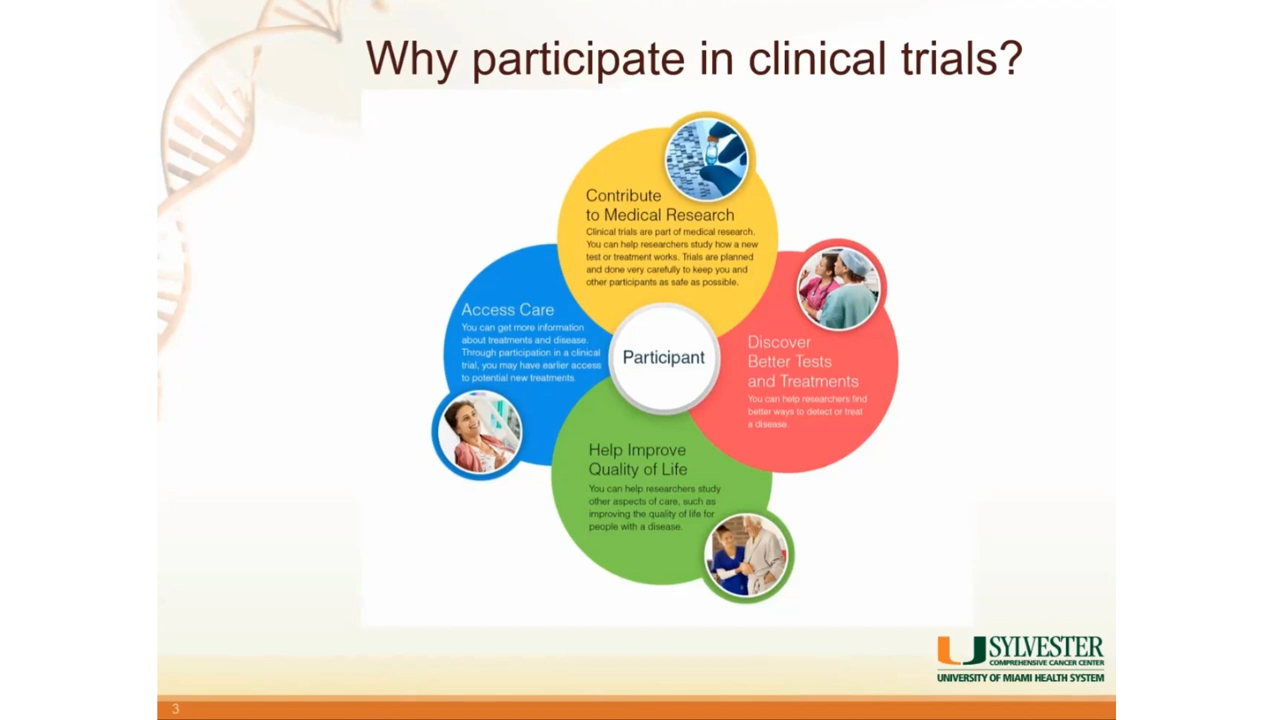 Why participate in clinical trials?
Contribute
to Medical Research
Clinical trials are part of medical research.
You can help researchers study how a new
test or treatment works. Trials are planned
and done very carefully to keep you and
other participants as safe as possible.
Access Care
You can get more information
about treatments and disease.
Through participation in a clinical
trial, you may have earlier access
to potential new treatments.
Participant
Discover
Better Tests
and Treatments
You can help researchers find
better ways to detect or treat
a disease.
Help Improve
Quality of Life
You can help researchers study
other aspects of care, such as
improving the quality of life for
people with a disease.
SYLVESTER
COMPREHENSIVE CANCER CENTER
UNIVERSITY OF MIAMI HEALTH SYSTEM
3